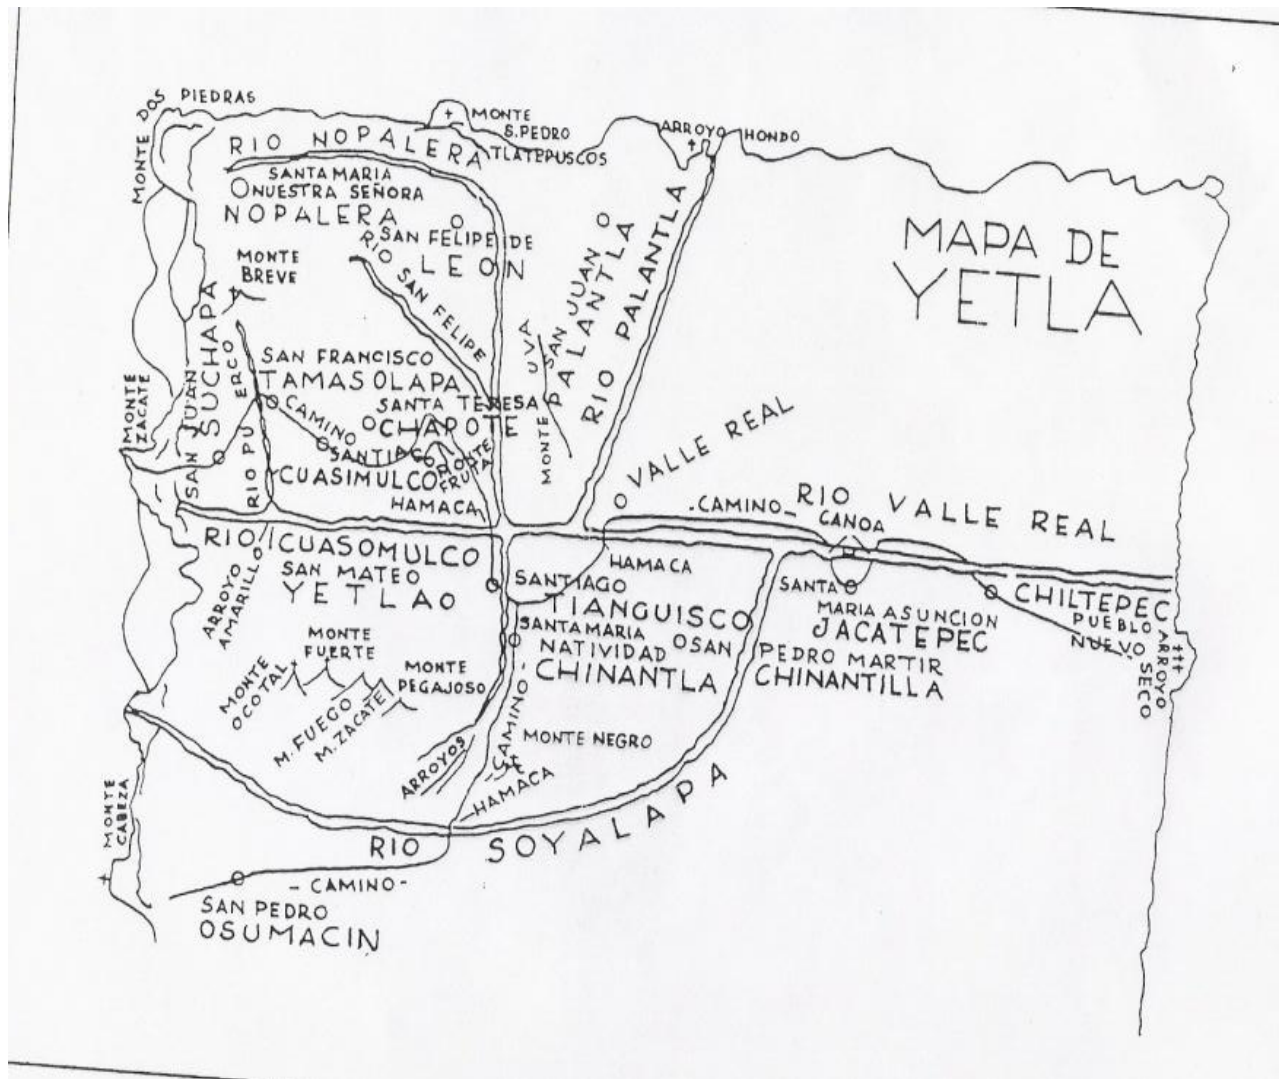 MONTE DOS PIEDRAS
MONTE
S.PEDRO
TLATEPUSCOS
ARROYO HONDO
RIO NOPALERA
SANTA MARIA
NUESTRA SEÑORA
NOPALERA
SAN FELIPE DE
LEON
RIO SAN FELIPE
MONTE
BREVE
SAN JUAN
PALANTLA
RIO PALANTLA
MAPA DE
YETLA
MONTE UVA
SAN JUAN
SUCHAPA
MONTE
ZACATE
RIO PUERCO
SAN FRANCISCO
TAMASOLAPA
CAMINO
SANTA TERESA
CHAPOTE
SANTIAGO
CUASIMULCO
MONTE
FRUTA
HAMACA
VALLE REAL
-CAMINO-
RIO VALLE REAL
CANOA
RIO CUASOMULCO
HAMACA
ARROYO
AMARILLO
SAN MATEO
YETLAO
SANTIAGO
TIANGUISCO
SANTA MARIA
NATIVIDAD
CHINANTLA
SAN
PEDRO MARTIR
CHINANTILLA
SANTA
MARIA ASUNCION
JACATEPEC
CHILTEPEC
PUEBLO
NUEVO
ARROYO
SECO
MONTE
FUERTE
MONTE
OCOTAL
MONTE
PEGAJOSO
M. FUEGO
M. ZACATE
ARROYOS
CAMINO
MONTE NEGRO
HAMACA
MONTE
CABEZA
RIO SOYALAPA
- CAMINO-
SAN PEDRO
OSUMACIN